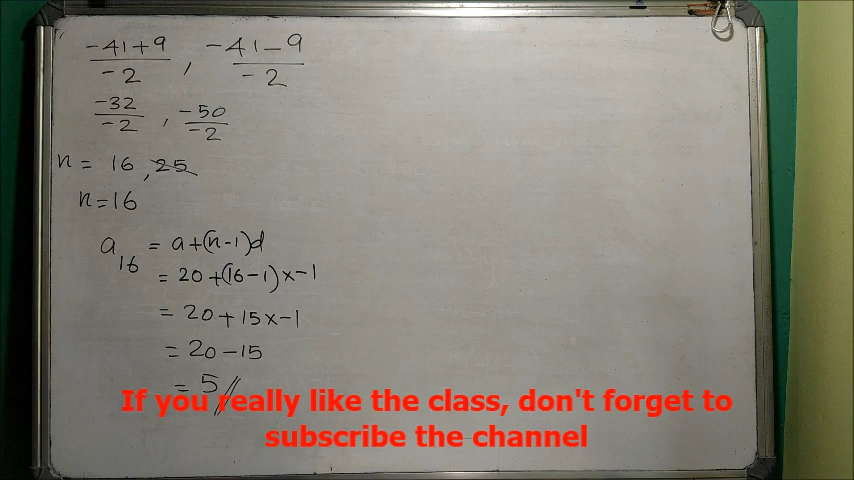 -41+9/-2 , -41-9/-2
-32/-2 , -50/-2
n = 16 , 25
n=16
a₁₆ = a+(n-1)d
= 20+(16-1)x-1
= 20+15x-1
= 20-15
= 5//
If you really like the class, don't forget to
subscribe the channel